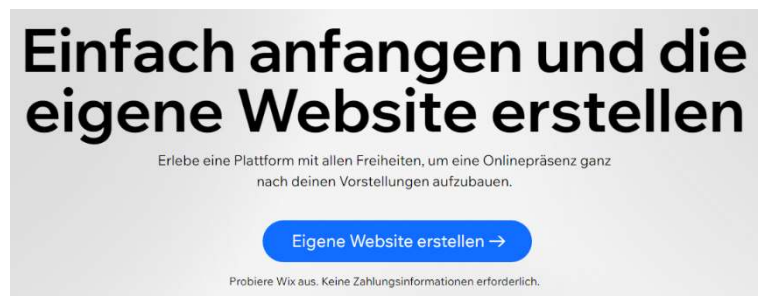 Einfach anfangen und die
eigene Website erstellen
Erlebe eine Plattform mit allen Freiheiten, um eine Onlinepräsenz ganz
nach deinen Vorstellungen aufzubauen.
Eigene Website erstellen →
Probiere Wix aus. Keine Zahlungsinformationen erforderlich.